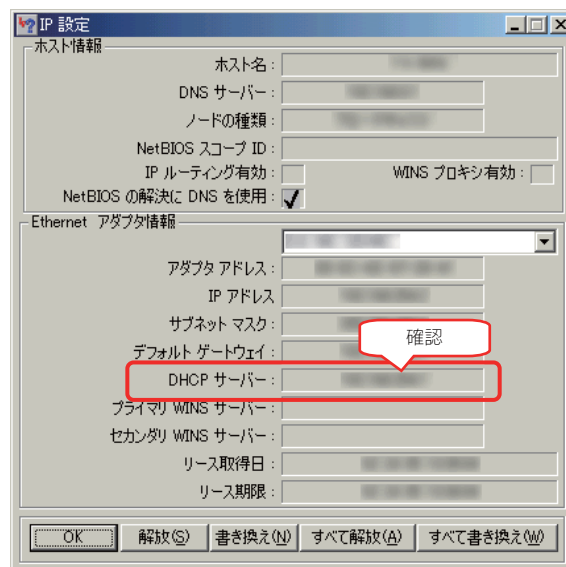 IP 設定
ホスト情報
ホスト名 :
DNS サーバー :
ノードの種類 :
NetBIOS スコープ ID :
IP ルーティング有効 : WINS プロキシ有効 :
NetBIOS の解決に DNS を使用 :
Ethernet アダプタ情報
アダプタ アドレス :
IP アドレス
サブネット マスク :
確認
デフォルト ゲートウェイ :
DHCP サーバー :
プライマリ WINS サーバー :
セカンダリ WINS サーバー :
リース取得日 :
リース期限 :
OK 解放(S) 書き換え(N) すべて解放(A) すべて書き換え(W)